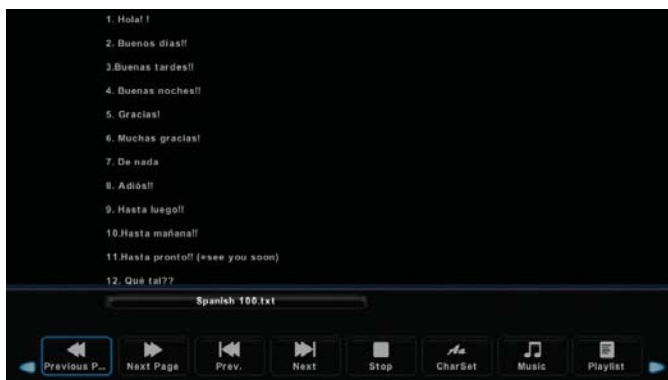 1. Hola! !
2. Buenos días!!
3.Buenas tardes!!
4. Buenas noches!!
5. Gracias!
6. Muchas gracias!
7. De nada
8. Adiós!!
9. Hasta luego!!
10.Hasta mañana!!
11.Hasta pronto!! (=see you soon)
12. Qué tal??
Spanish 100.txt
Previous P... Next Page Prev. Next Stop CharSet Music Playlist